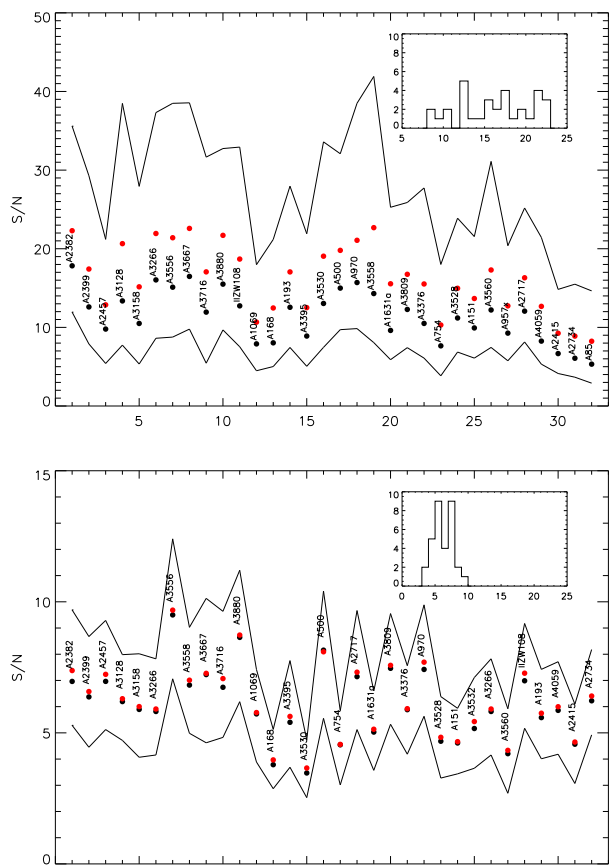 50
40
30
20
10
0
S/N
10
8
6
4
2
0
5 10 15 20 25
A2382
A2399
A2457
A3128
A3158
A3266
A3556
A3667
A3716
A3880
IIZW108
A1069
A168
A193
A3395
A3530
A500
A970
A3558
A1631a
A3809
A3376
A754
A3528
A151
A3560
A957x
A2717
A4059
A2415
A2734
A85
5 10 15 20 25 30
15
10
5
0
S/N
10
8
6
4
2
0
0 5 10 15 20 25
A2382
A2399
A2457
A3128
A3158
A3266
A3556
A3558
A3667
A3716
A3880
A1069
A168
A3395
A3530
A500
A754
A2717
A1631a
A3809
A3376
A970
A3528
A151
A3532
A3266
A3560
IIZW108
A193
A4059
A2415
A2734